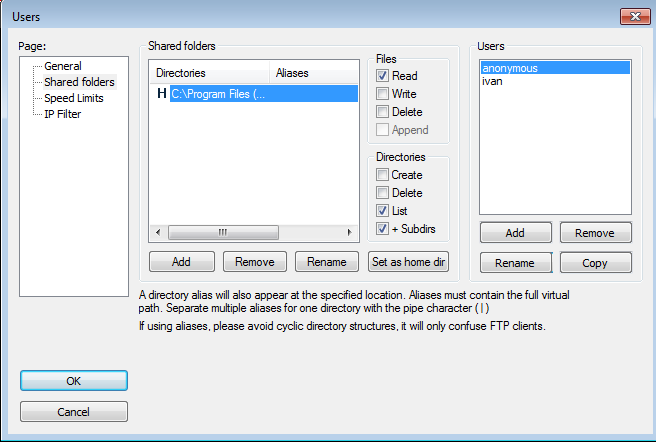 Users
Page:
General
Shared folders
Speed Limits
IP Filter
OK
Cancel
Shared folders
Directories Aliases
H C:\Program Files (...
Add Remove Rename Set as home dir
Files
Read
Write
Delete
Append
Directories
Create
Delete
List
+ Subdirs
Users
anonymous
ivan
Add Remove
Rename Copy
A directory alias will also appear at the specified location. Aliases must contain the full virtual
path. Separate multiple aliases for one directory with the pipe character ( | )
If using aliases, please avoid cyclic directory structures, it will only confuse FTP clients.